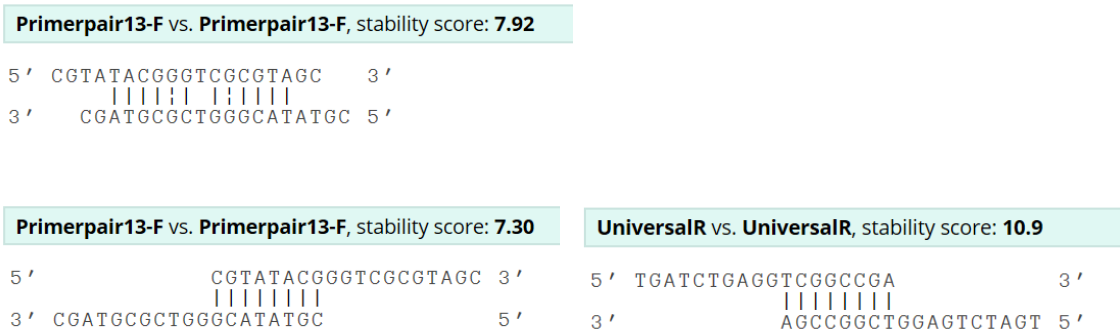 Primerpair13-F vs. Primerpair13-F, stability score: 7.92
5′ CGTATACGGGTCGCGTAGC 3′
||||¦| |¦||||
3′ CGATGCGCTGGGCATATGC 5′
Primerpair13-F vs. Primerpair13-F, stability score: 7.30
5′ CGTATACGGGTCGCGTAGC 3′
||||||||
3′ CGATGCGCTGGGCATATGC 5′
UniversalR vs. UniversalR, stability score: 10.9
5′ TGATCTGAGGTCGGCCGA 3′
||||||||
3′ AGCCGGCTGGAGTCTAGT 5′